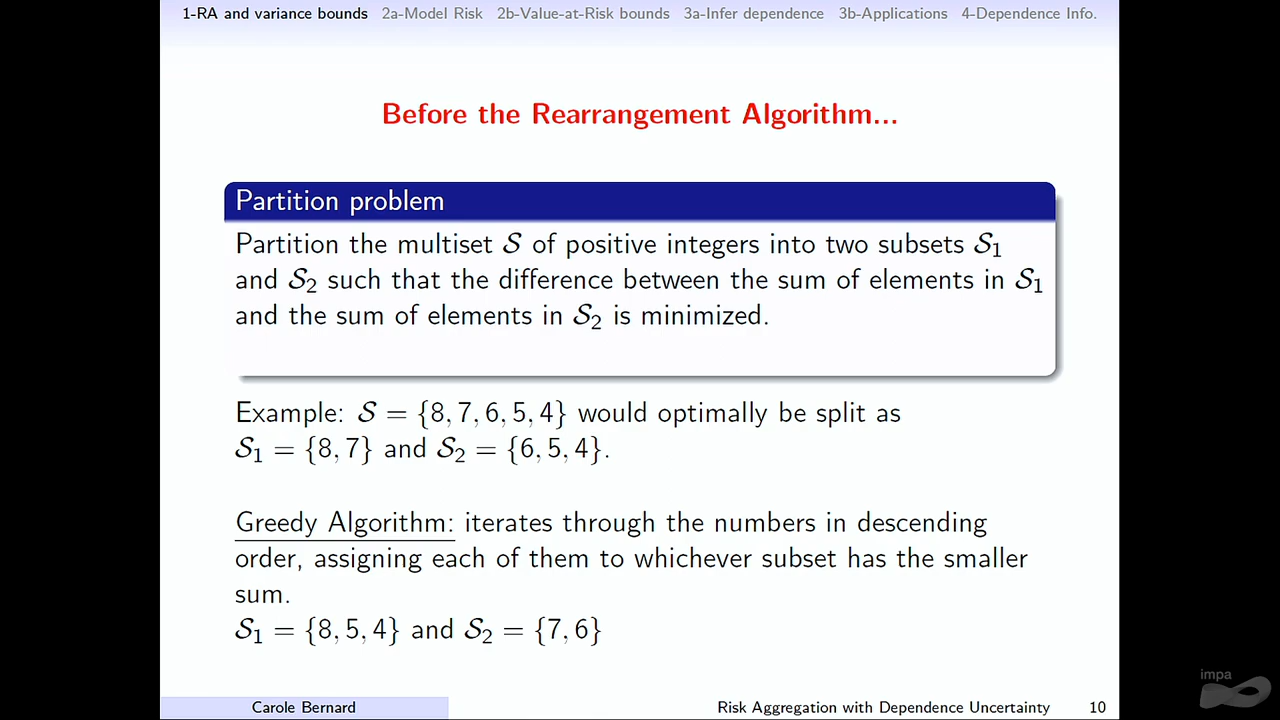 1-RA and variance bounds 2a-Model Risk 2b-Value-at-Risk bounds 3a-Infer dependence 3b-Applications 4-Dependence Info.
Before the Rearrangement Algorithm...
Partition problem
Partition the multiset 𝒮 of positive integers into two subsets 𝒮₁
and 𝒮₂ such that the difference between the sum of elements in 𝒮₁
and the sum of elements in 𝒮₂ is minimized.
Example: 𝒮 = {8, 7, 6, 5, 4} would optimally be split as
𝒮₁ = {8, 7} and 𝒮₂ = {6, 5, 4}.
Greedy Algorithm: iterates through the numbers in descending
order, assigning each of them to whichever subset has the smaller
sum.
𝒮₁ = {8, 5, 4} and 𝒮₂ = {7, 6}
impa
Carole Bernard Risk Aggregation with Dependence Uncertainty 10